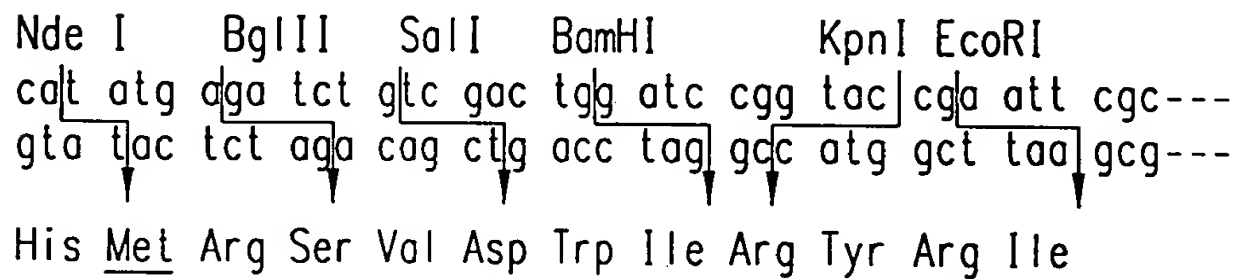 Nde I BglII SalI BamHI KpnI EcoRI
cat atg aga tct gtc gac tgg atc cgg tac cga att cgc---
gta tac tct aga cag ctg acc tag gcc atg gct taa gcg---
His Met Arg Ser Val Asp Trp Ile Arg Tyr Arg Ile